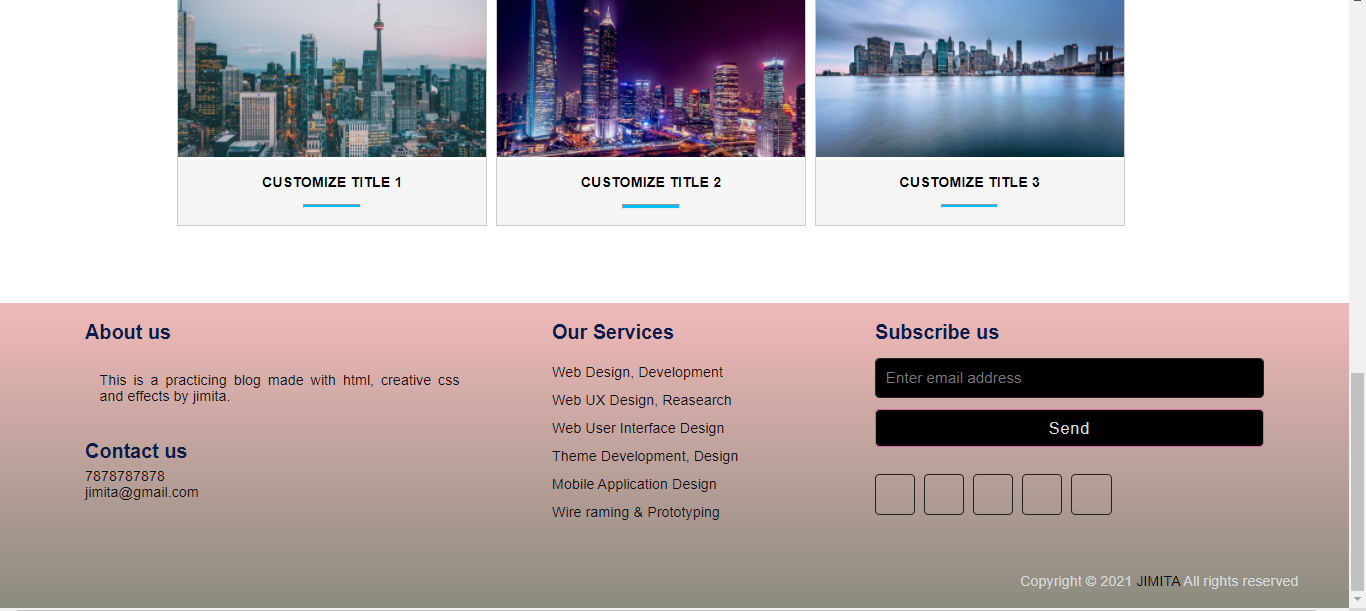 CUSTOMIZE TITLE 1
CUSTOMIZE TITLE 2
CUSTOMIZE TITLE 3
About us
This is a practicing blog made with html, creative css
and effects by jimita.
Contact us
7878787878
jimita@gmail.com
Our Services
Web Design, Development
Web UX Design, Reasearch
Web User Interface Design
Theme Development, Design
Mobile Application Design
Wire raming & Prototyping
Subscribe us
Enter email address
Send
Copyright © 2021 JIMITA All rights reserved